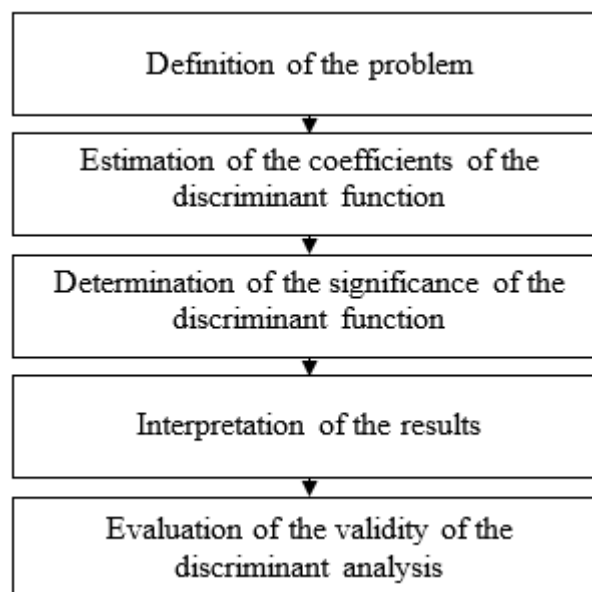 Definition of the problem
Estimation of the coefficients of the
discriminant function
Determination of the significance of the
discriminant function
Interpretation of the results
Evaluation of the validity of the
discriminant analysis